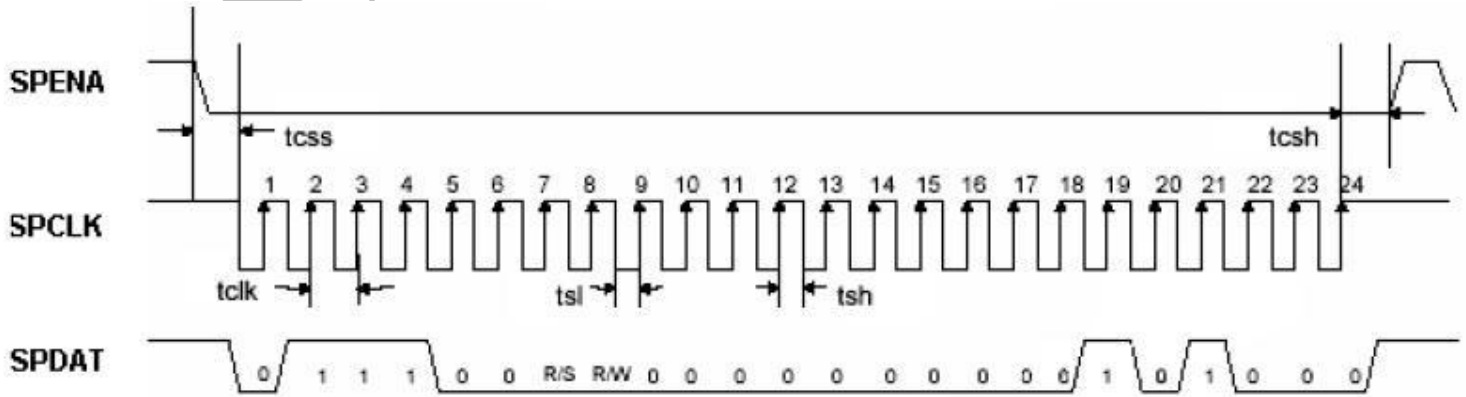 SPENA
tcss
tcsh
1 2 3 4 5 6 7 8 9 10 11 12 13 14 15 16 17 18 19 20 21 22 23 24
SPCLK
tclk
tsl
tsh
SPDAT
0 1 1 1 0 0 R/S R/W 0 0 0 0 0 0 0 0 0 0 1 0 1 0 0 0